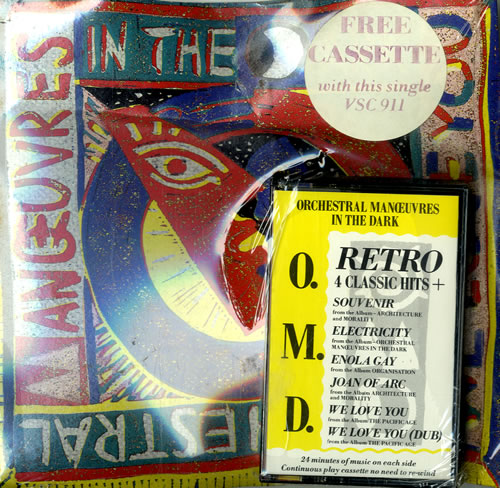 ORCHESTRAL
MANŒUVRES
IN THE
FREE
CASSETTE
with this single
VSC 911
ORCHESTRAL MANŒUVRES
IN THE DARK
O.
M.
D.
RETRO
4 CLASSIC HITS +
SOUVENIR
from the Album – ARCHITECTURE
and MORALITY
ELECTRICITY
from the Album – ORCHESTRAL
MANŒUVRES IN THE DARK
ENOLA GAY
from the Album ORGANISATION
JOAN OF ARC
from the Album ARCHITECTURE
and MORALITY
WE LOVE YOU
from the Album THE PACIFIC AGE
WE LOVE YOU (DUB)
from the Album THE PACIFIC AGE
24 minutes of music on each side
Continuous play cassette no need to re-wind